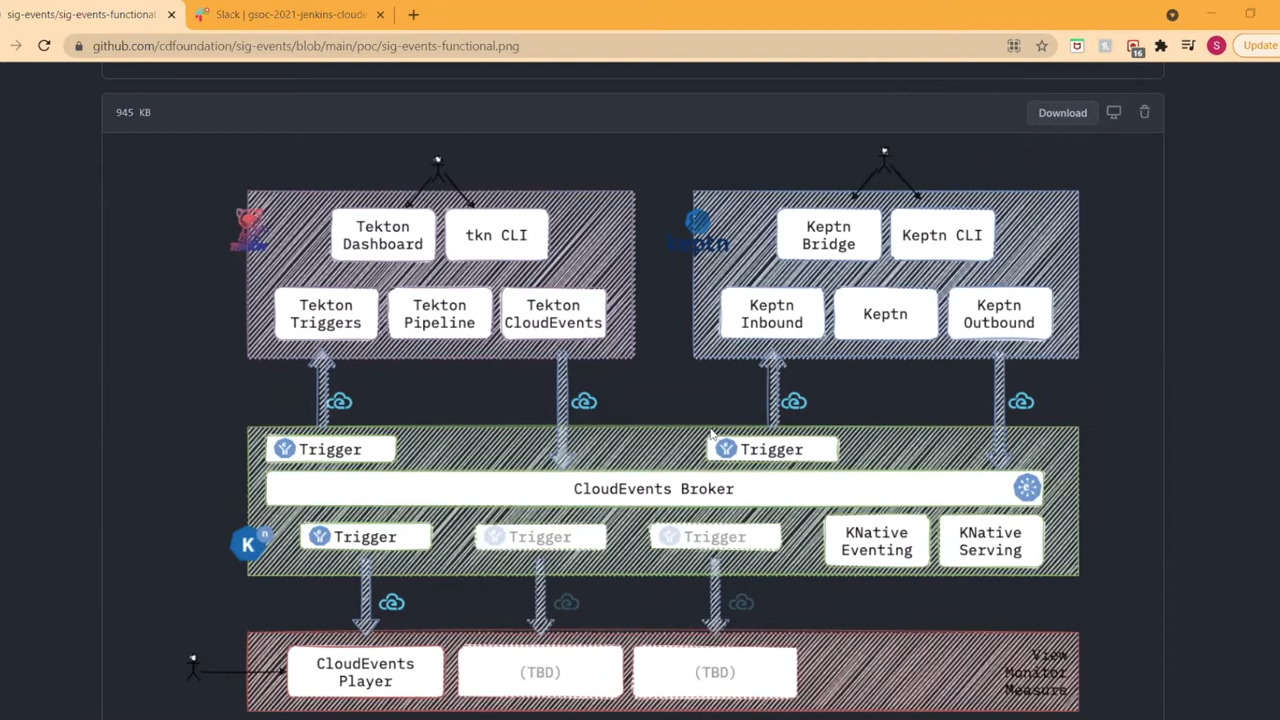 sig-events/sig-events-functional
Slack | gsoc-2021-jenkins-cloude
github.com/cdfoundation/sig-events/blob/main/poc/sig-events-functional.png
16
S
Update
945 KB
Download
Tekton
Dashboard
tkn CLI
Tekton
Triggers
Tekton
Pipeline
Tekton
CloudEvents
keptn
Keptn
Bridge
Keptn CLI
Keptn
Inbound
Keptn
Keptn
Outbound
Trigger
Trigger
CloudEvents Broker
K
n
Trigger
Trigger
Trigger
KNative
Eventing
KNative
Serving
CloudEvents
Player
(TBD)
(TBD)
View
Monitor
Measure